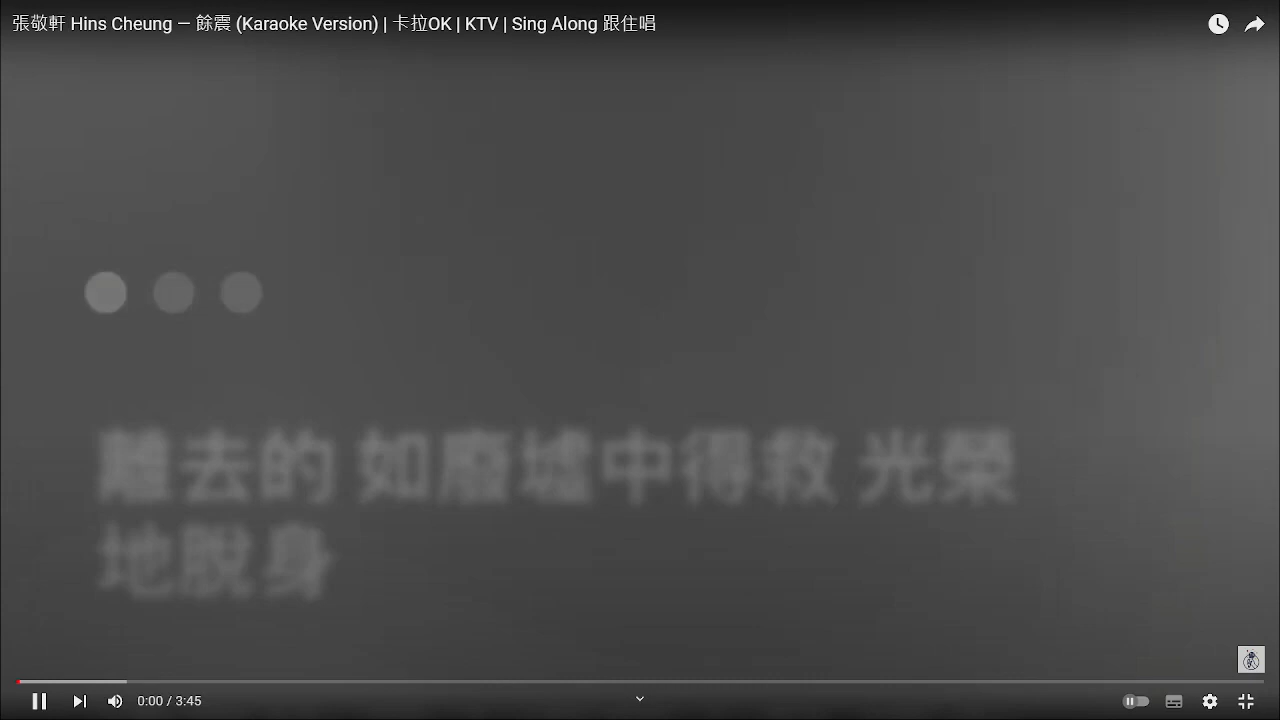 張敬軒 Hins Cheung — 餘震 (Karaoke Version) | 卡拉OK | KTV | Sing Along 跟住唱
離去的 如廢墟中得救 光榮
地脫身
0:00 / 3:45